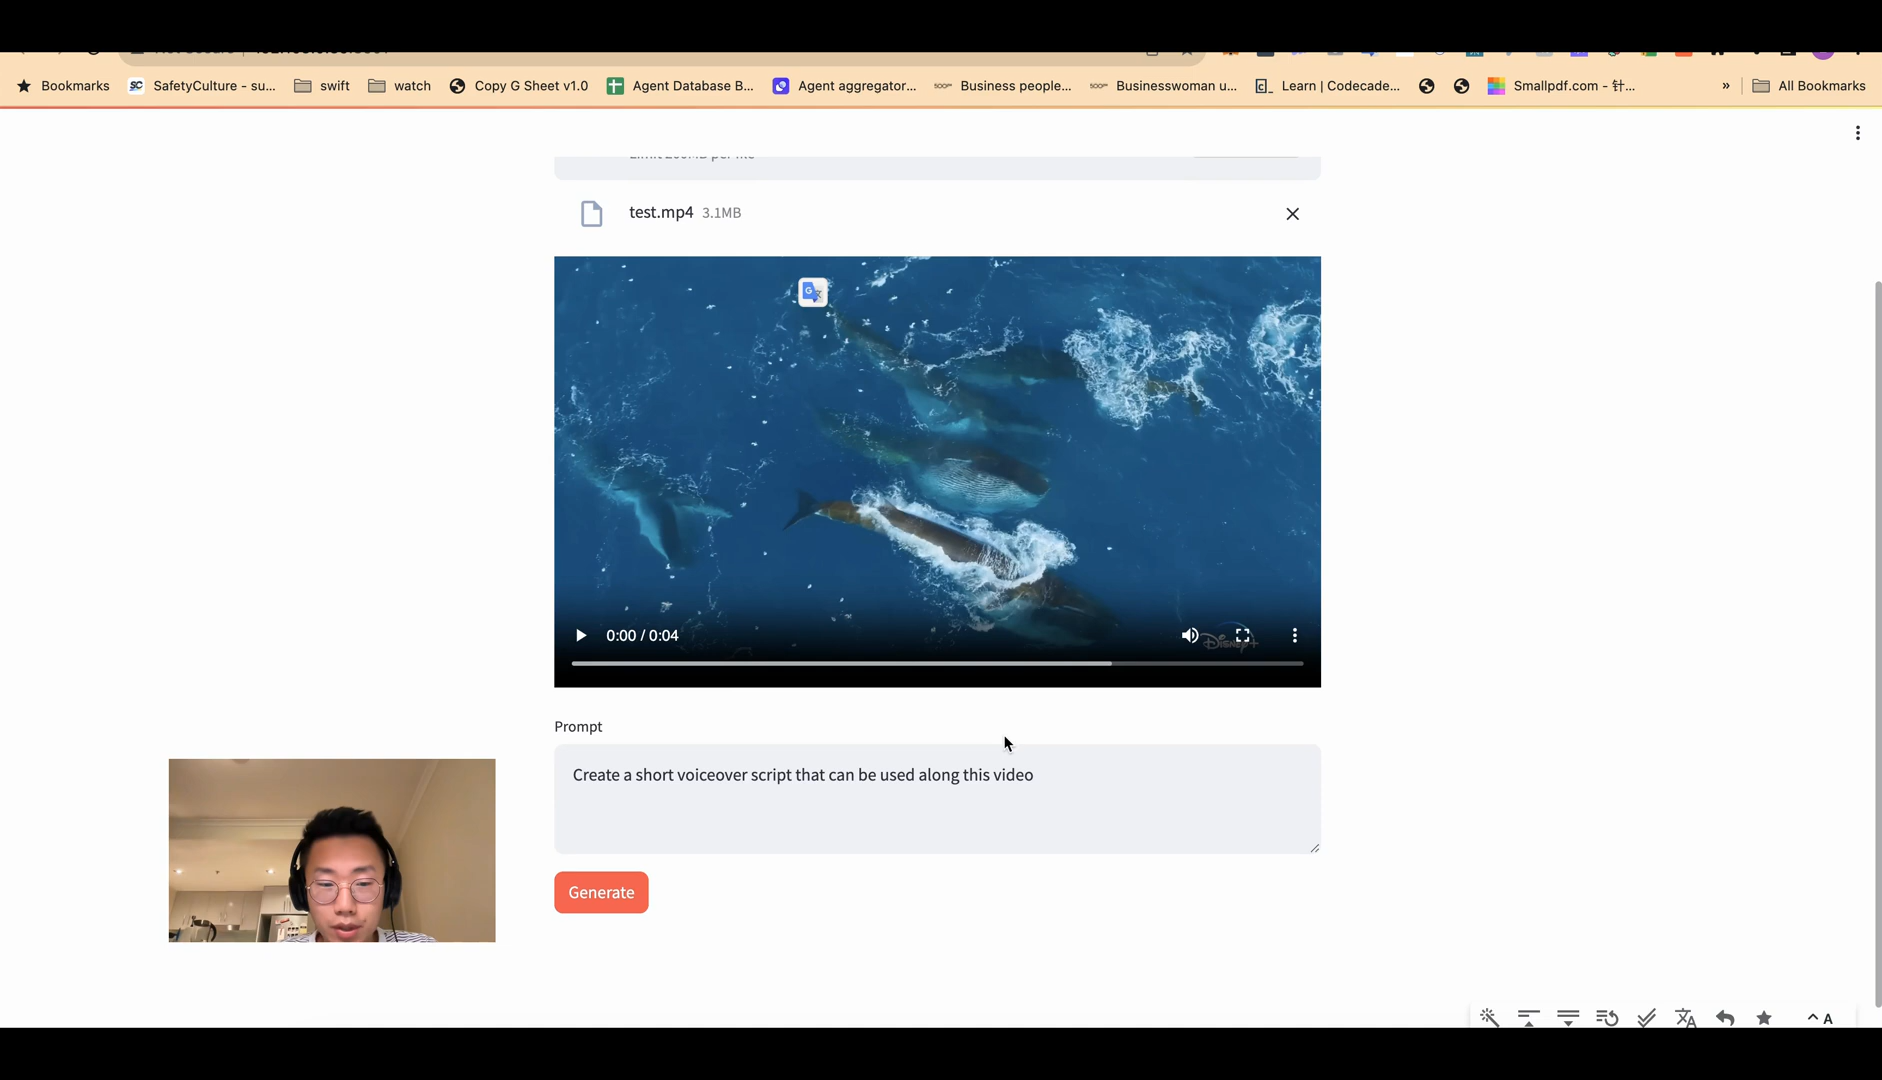 Bookmarks
SafetyCulture - su...
swift
watch
Copy G Sheet v1.0
Agent Database B...
Agent aggregator...
Business people...
Businesswoman u...
Learn | Codecade...
Smallpdf.com - 针...
»
All Bookmarks
test.mp4 3.1MB
0:00 / 0:04
Disney+
Prompt
Create a short voiceover script that can be used along this video
Generate
A